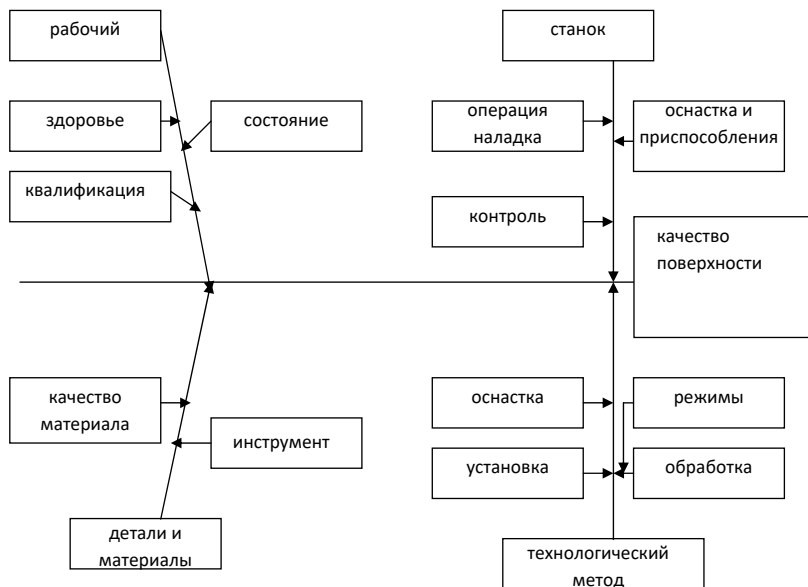 рабочий
станок
здоровье
состояние
операция
наладка
оснастка и
приспособления
квалификация
контроль
качество
поверхности
качество
материала
инструмент
оснастка
режимы
установка
обработка
детали и
материалы
технологический
метод